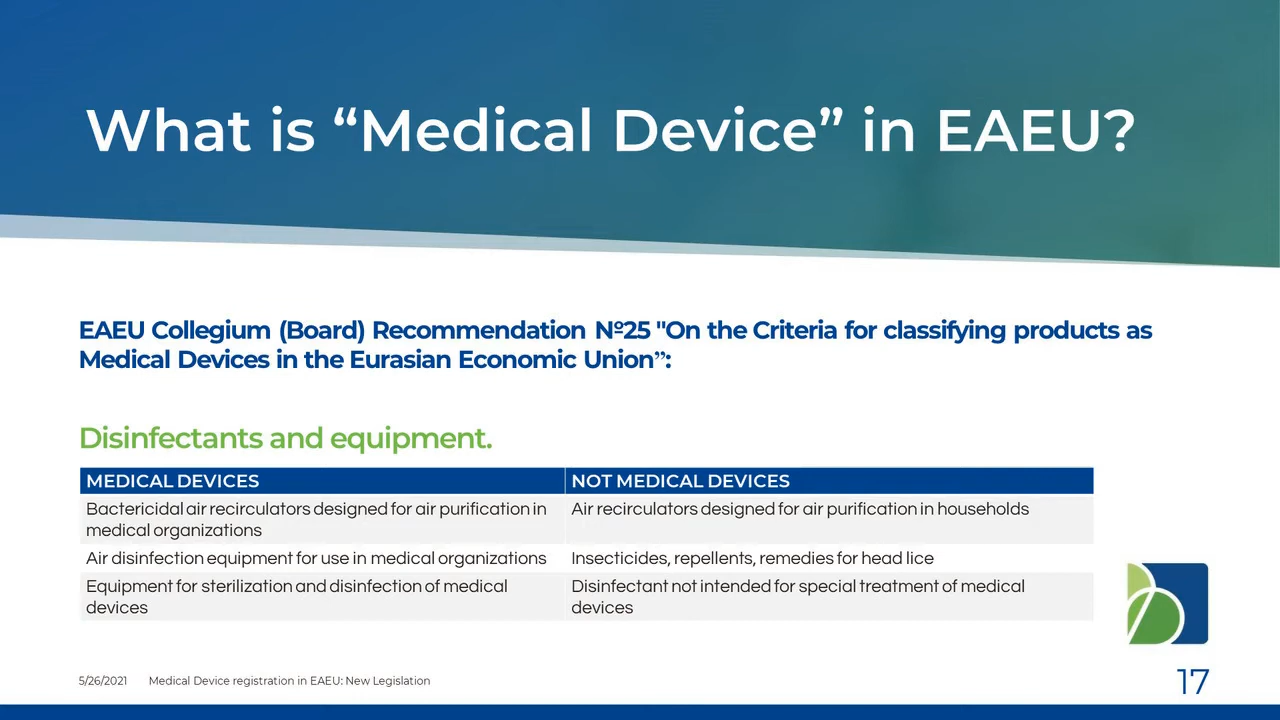 What is “Medical Device” in EAEU?
EAEU Collegium (Board) Recommendation №25 "On the Criteria for classifying products as
Medical Devices in the Eurasian Economic Union”:
Disinfectants and equipment.
MEDICAL DEVICES
NOT MEDICAL DEVICES
Bactericidal air recirculators designed for air purification in
medical organizations
Air recirculators designed for air purification in households
Air disinfection equipment for use in medical organizations
Insecticides, repellents, remedies for head lice
Equipment for sterilization and disinfection of medical
devices
Disinfectant not intended for special treatment of medical
devices
5/26/2021
Medical Device registration in EAEU: New Legislation
17